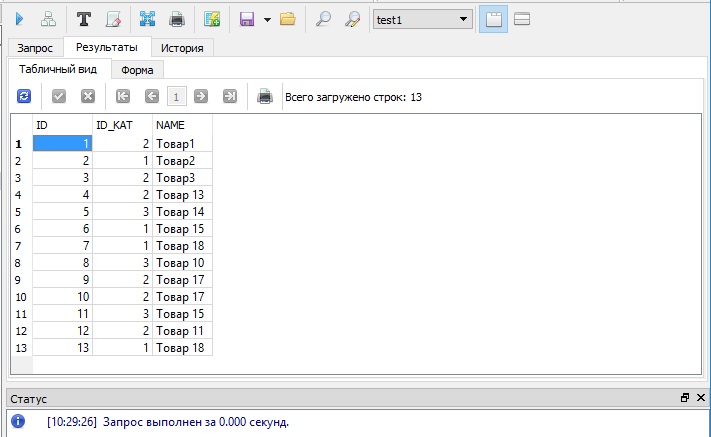 test1
Запрос Результаты История
Табличный вид Форма
1 Всего загружено строк: 13
ID ID_KAT NAME
1 1 2 Товар1
2 2 1 Товар2
3 3 2 Товар3
4 4 2 Товар 13
5 5 3 Товар 14
6 6 1 Товар 15
7 7 1 Товар 18
8 8 3 Товар 10
9 9 2 Товар 17
10 10 2 Товар 17
11 11 3 Товар 15
12 12 2 Товар 11
13 13 1 Товар 18
Статус
[10:29:26] Запрос выполнен за 0.000 секунд.